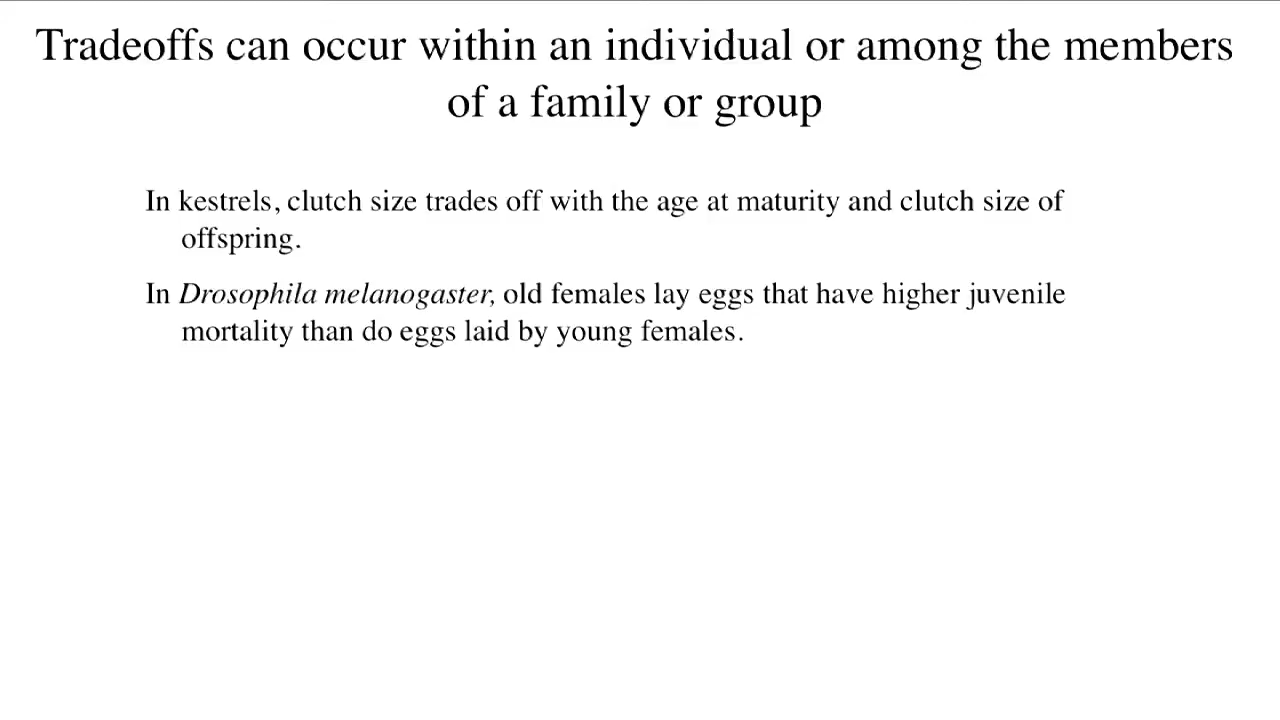 Tradeoffs can occur within an individual or among the members
of a family or group
In kestrels, clutch size trades off with the age at maturity and clutch size of
offspring.
In Drosophila melanogaster, old females lay eggs that have higher juvenile
mortality than do eggs laid by young females.